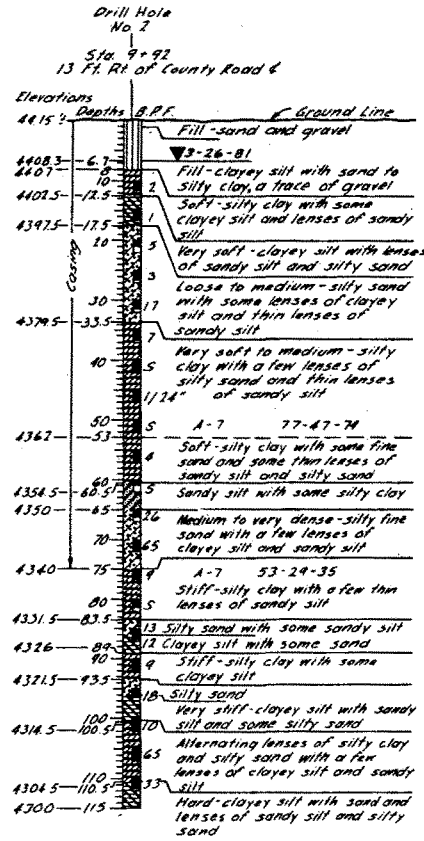 Drill Hole
No 2
Sta. 9+92
13 Ft. Rt. of County Road ℄
Elevations Depths B.P.F. Ground Line
4415
Fill-sand and gravel
3-26-81
4408.3 6.7
4407 8
Fill-clayey silt with sand to
silty clay, a trace of gravel
10
2
4402.5 12.5
Soft-silty clay with some
clayey silt and lenses of sandy
silt
1
4397.5 17.5
Very soft-clayey silt with lenses
of sandy silt and silty sand
20
5
3
Loose to medium-silty sand
with some lenses of clayey
silt and thin lenses of
sandy silt
30
17
4379.5 33.5
7
Very soft to medium-silty
clay with a few lenses of
silty sand and thin lenses
of sandy silt
40
5
1/24"
50
5 A-7 77-47-79
4362 53
4
Soft-silty clay with some fine
sand and some thin lenses of
sandy silt and silty sand
60
4354.5 60.5 5 Sandy silt with some silty clay
4350 65
26
Medium to very dense-silty fine
sand with a few lenses of
clayey silt and sandy silt
70
65
Casing
4340 75 9 A-7 53-29-35
Stiff-silty clay with a few thin
lenses of sandy silt
80
5
4331.5 83.5
13 Silty sand with some sandy silt
4326 89 12 Clayey silt with some sand
90
9 Stiff-silty clay with some
clayey silt
4321.5 93.5
18 Silty sand
Very stiff-clayey silt with sandy
silt and some silty sand
100
4314.5 100.5 10
65
Alternating lenses of silty clay
and silty sand with a few
lenses of clayey silt and sandy
silt
110
4304.5 110.5 33
Hard-clayey silt with sand and
lenses of sandy silt and silty
sand
4300 115